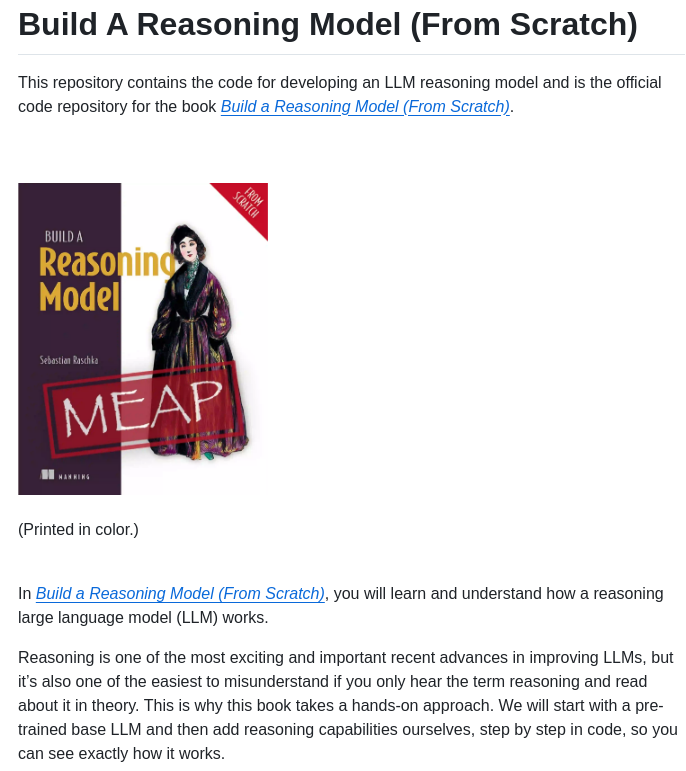 Build A Reasoning Model (From Scratch)
This repository contains the code for developing an LLM reasoning model and is the official
code repository for the book Build a Reasoning Model (From Scratch).
FROM
SCRATCH
BUILD A
Reasoning
Model
Sebastian Raschka
MEAP
MANNING
(Printed in color.)
In Build a Reasoning Model (From Scratch), you will learn and understand how a reasoning
large language model (LLM) works.
Reasoning is one of the most exciting and important recent advances in improving LLMs, but
it’s also one of the easiest to misunderstand if you only hear the term reasoning and read
about it in theory. This is why this book takes a hands-on approach. We will start with a pre-
trained base LLM and then add reasoning capabilities ourselves, step by step in code, so you
can see exactly how it works.